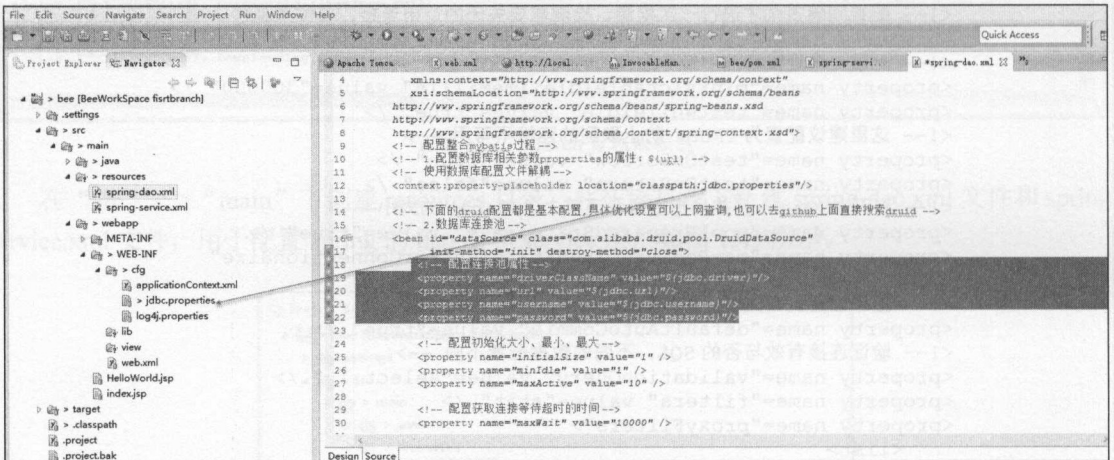 File Edit Source Navigate Search Project Run Window Help
Quick Access
Project Explorer Navigator
Apache Tomca
web.xml
http://local...
InvocableHan...
bee/pom.xml
spring-servi...
*spring-dao.xml
> bee [BeeWorkSpace fisrtbranch]
.settings
> src
> main
> java
> resources
spring-dao.xml
spring-service.xml
> webapp
META-INF
> WEB-INF
> cfg
applicationContext.xml
> jdbc.properties
log4j.properties
lib
view
web.xml
HelloWorld.jsp
index.jsp
> target
> .classpath
.project
.project.bak
4 xmlns:context="http://www.springframework.org/schema/context"
5 xsi:schemaLocation="http://www.springframework.org/schema/beans
6 http://www.springframework.org/schema/beans/spring-beans.xsd
7 http://www.springframework.org/schema/context
8 http://www.springframework.org/schema/context/spring-context.xsd">
9 <!-- 配置整合mybatis过程 -->
10 <!-- 1.配置数据库相关参数properties的属性：${url} -->
11 <!-- 使用数据库配置文件解耦 -->
12 <context:property-placeholder location="classpath:jdbc.properties"/>
13
14 <!-- 下面的druid配置都是基本配置,具体优化设置可以上网查询,也可以去github上面直接搜索druid -->
15 <!-- 2.数据库连接池 -->
16 <bean id="dataSource" class="com.alibaba.druid.pool.DruidDataSource"
17 init-method="init" destroy-method="close">
18 <!-- 配置连接池属性 -->
19 <property name="driverClassName" value="${jdbc.driver}"/>
20 <property name="url" value="${jdbc.url}"/>
21 <property name="username" value="${jdbc.username}"/>
22 <property name="password" value="${jdbc.password}"/>
23
24 <!-- 配置初始化大小、最小、最大 -->
25 <property name="initialSize" value="1" />
26 <property name="minIdle" value="1" />
27 <property name="maxActive" value="10" />
28
29 <!-- 配置获取连接等待超时的时间 -->
30 <property name="maxWait" value="10000" />
Design Source